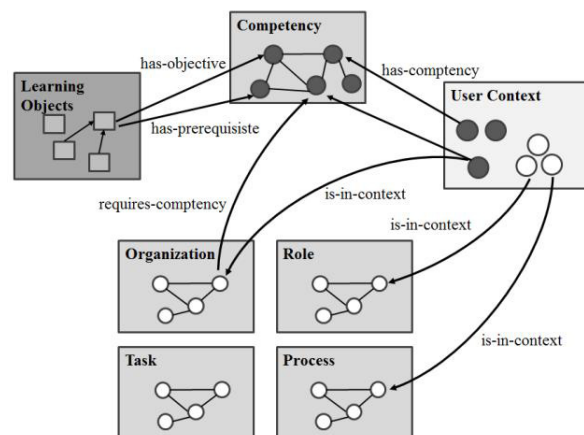 Competency
has-objective
has-comptency
Learning
Objects
User Context
has-prerequisiste
requires-comptency
is-in-context
is-in-context
Organization
Role
is-in-context
Task
Process